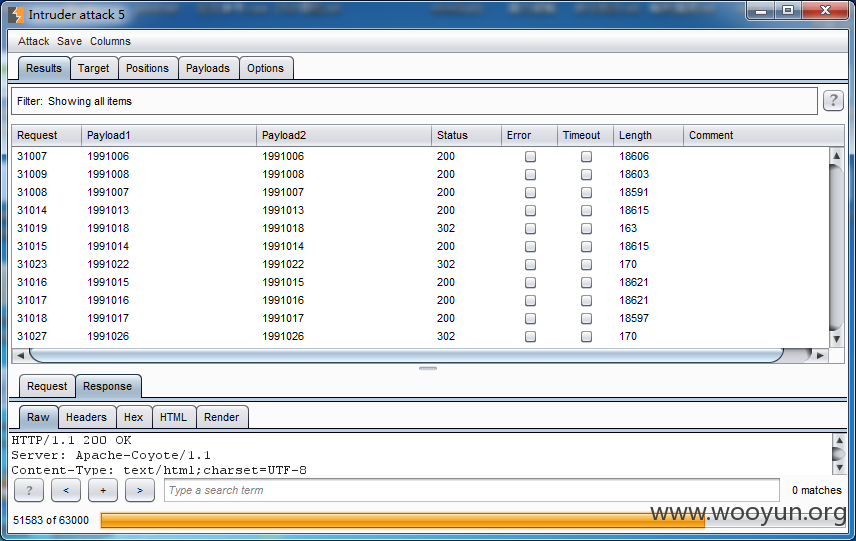 Intruder attack 5
Attack Save Columns
Results Target Positions Payloads Options
Filter: Showing all items ?
Request Payload1 Payload2 Status Error Timeout Length Comment
31007 1991006 1991006 200 18606
31009 1991008 1991008 200 18603
31008 1991007 1991007 200 18591
31014 1991013 1991013 200 18615
31019 1991018 1991018 302 163
31015 1991014 1991014 200 18615
31023 1991022 1991022 302 170
31016 1991015 1991015 200 18621
31017 1991016 1991016 200 18621
31018 1991017 1991017 200 18597
31027 1991026 1991026 302 170
Request Response
Raw Headers Hex HTML Render
HTTP/1.1 200 OK
Server: Apache-Coyote/1.1
Content-Type: text/html;charset=UTF-8
? < + > Type a search term 0 matches
www.wooyun.org
51583 of 63000